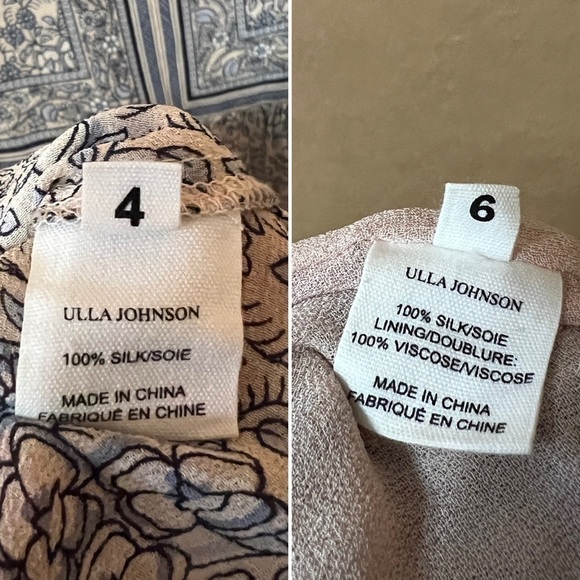 4
ULLA JOHNSON
100% SILK/SOIE
MADE IN CHINA
FABRIQUÉ EN CHINE
6
ULLA JOHNSON
100% SILK/SOIE
LINING/DOUBLURE:
100% VISCOSE/VISCOSE
MADE IN CHINA
FABRIQUÉ EN CHINE